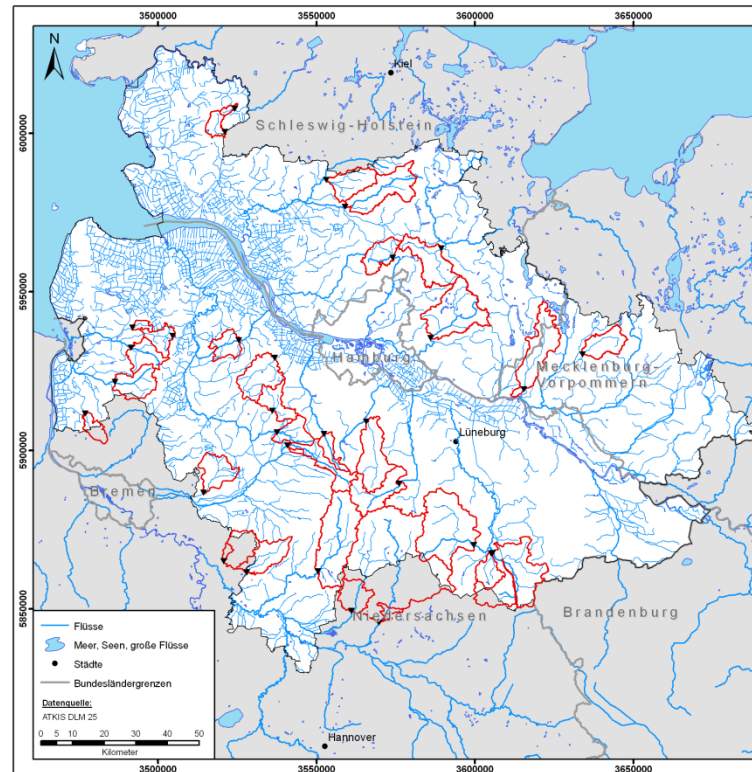 3500000 3550000 3600000 3650000
N
Kiel
6000000
Schleswig-Holstein
5950000
Hamburg
Mecklenburg-
Vorpommern
Lüneburg
5900000
Bremen
5850000
Niedersachsen
Brandenburg
Flüsse
Meer, Seen, große Flüsse
Städte
Bundesländergrenzen
Datenquelle:
ATKIS DLM 25
0 5 10 20 30 40 50
Kilometer
Hannover
3500000 3550000 3600000 3650000